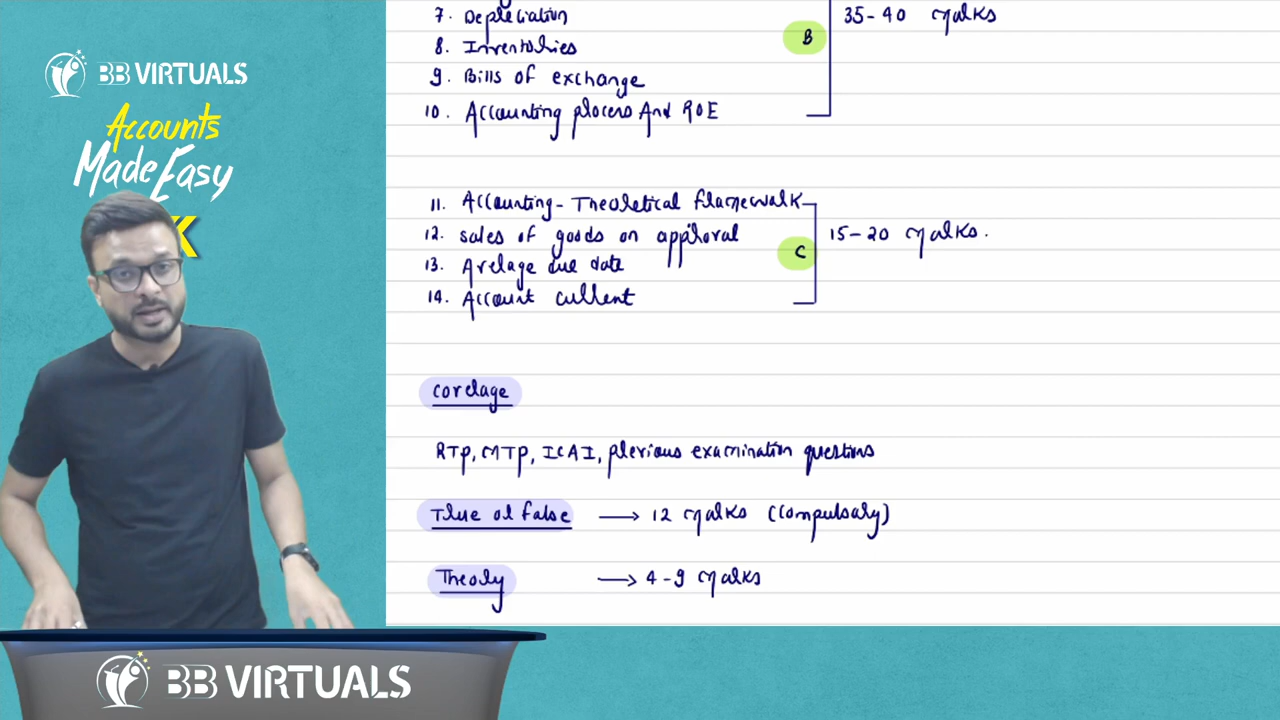 BB VIRTUALS
Accounts
Made Easy
K
7. Depreciation
8. Inventories
9. Bills of exchange
10. Accounting process And ROE
B
35-40 marks
11. Accounting - Theoretical framework
12. sales of goods on approval
13. Average due date
14. Account current
C
15-20 marks.
Coverage
RTP, MTP, ICAI, previous examination questions
True or false → 12 marks (compulsory)
Theory → 4-9 marks
BB VIRTUALS